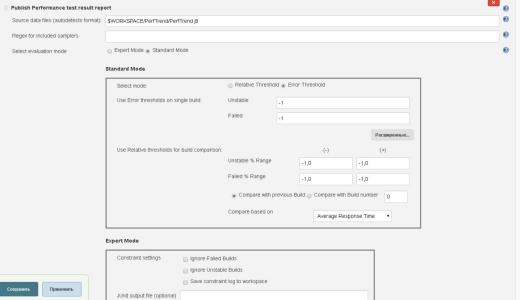 Publish Performance test result report
Source data files (autodetects format): $WORKSPACE/PerfTrend/PerfTrend.jtl
Regex for included samplers
Select evaluation mode Expert Mode Standard Mode
Standard Mode
Select mode: Relative Threshold Error Threshold
Use Error thresholds on single build: Unstable -1
Failed -1
Расширенные...
Use Relative thresholds for build comparison: (-) (+)
Unstable % Range -1,0 -1,0
Failed % Range -1,0 -1,0
Compare with previous Build Compare with Build number 0
Compare based on Average Response Time
Expert Mode
Constraint settings Ignore Failed Builds
Ignore Unstable Builds
Save constraint log to workspace
Сохранить Применить
JUnit output file (optional)